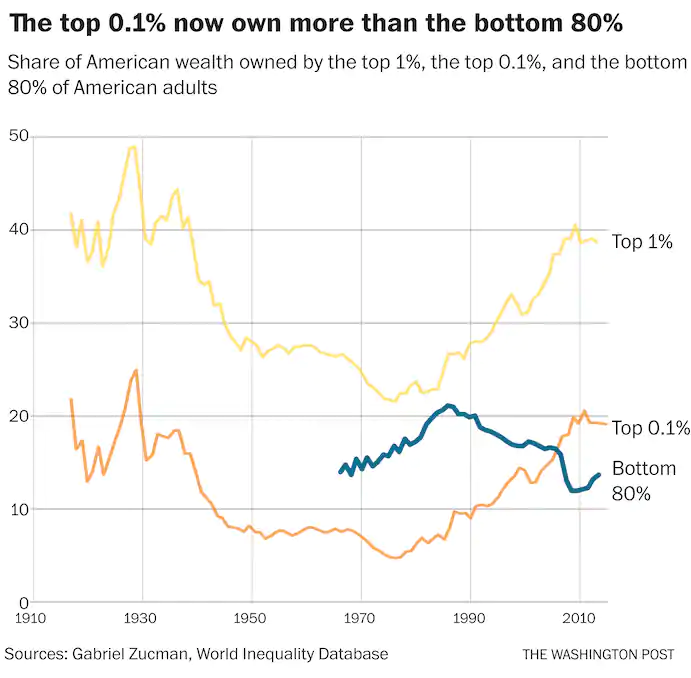 The top 0.1% now own more than the bottom 80%
Share of American wealth owned by the top 1%, the top 0.1%, and the bottom
80% of American adults
50
40
Top 1%
30
20
Top 0.1%
Bottom
80%
10
0
1910
1930
1950
1970
1990
2010
Sources: Gabriel Zucman, World Inequality Database
THE WASHINGTON POST